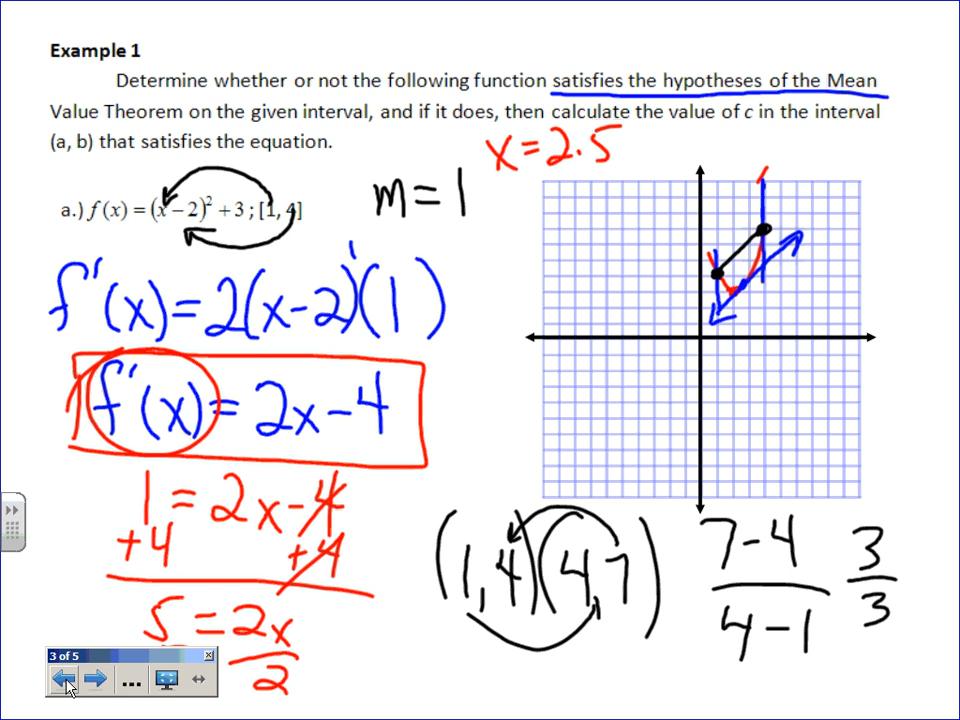 Example 1
Determine whether or not the following function satisfies the hypotheses of the Mean
Value Theorem on the given interval, and if it does, then calculate the value of c in the interval
(a, b) that satisfies the equation.
x=2.5
a.) f(x) = (x-2)²+3; [1, 4]
m=1
f'(x)=2(x-2)¹(1)
f'(x)=2x-4
1=2x-4
+4 +4
5=2x
2
(1,4)(4,7)
7-4
4-1
3
3
3 of 5
...